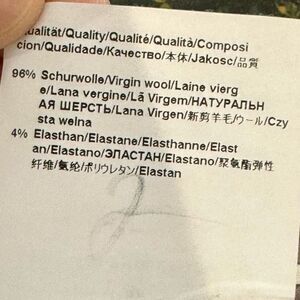 Qualität/Quality/Qualité/Qualità/Composi
cion/Qualidade/Качество/本体/Jakosc/品質
96% Schurwolle/Virgin wool/Laine vierg
e/Lana vergine/Lã Virgem/НАТУРАЛЬН
АЯ ШЕРСТЬ/Lana Virgen/新剪羊毛/ウール/Czy
sta welna
4% Elasthan/Elastane/Elasthanne/Elast
an/Elastano/ЭЛАСТАН/Elastano/聚氨酯弹性
纤维/氨纶/ポリウレタン/Elastan
2